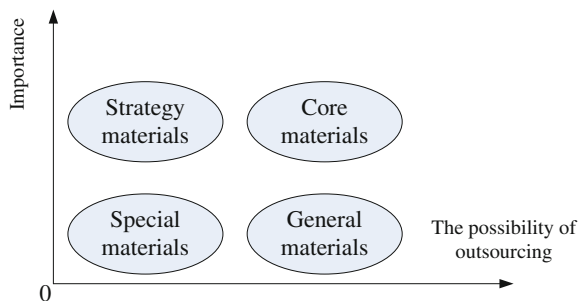 Importance
Strategy
materials
Core
materials
Special
materials
General
materials
The possibility of
outsourcing
0